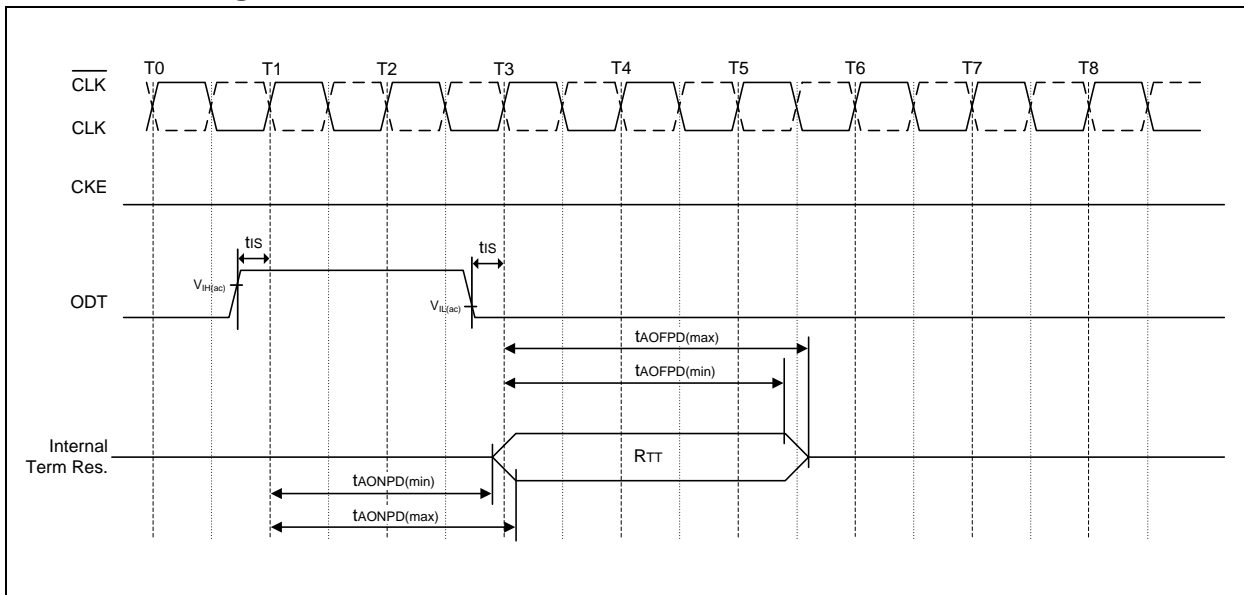 T0 T1 T2 T3 T4 T5 T6 T7 T8
CLK
CLK
CKE
tIS tIS
VIH(ac)
ODT
VIL(ac)
tAOFPD(max)
tAOFPD(min)
Internal
Term Res.
RTT
tAONPD(min)
tAONPD(max)